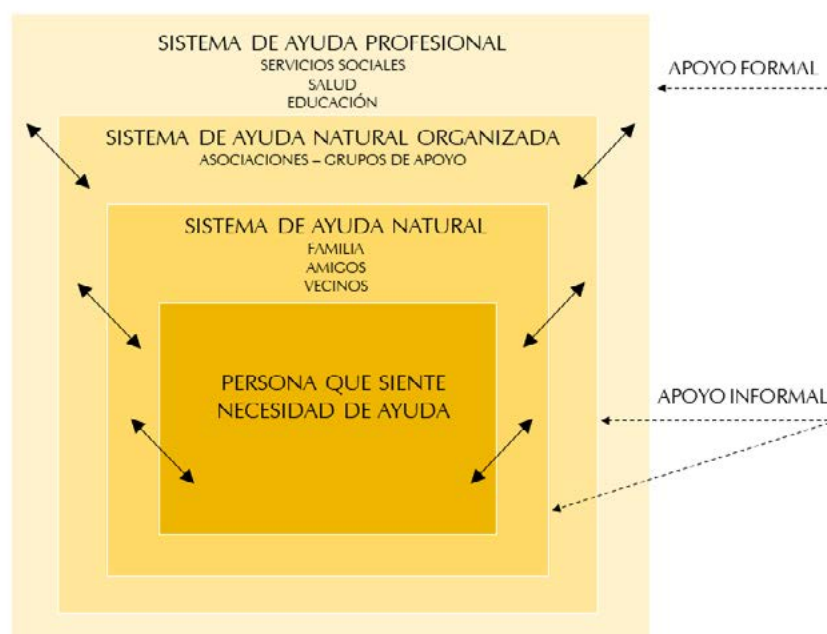 SISTEMA DE AYUDA PROFESIONAL
SERVICIOS SOCIALES
SALUD
EDUCACIÓN
APOYO FORMAL
SISTEMA DE AYUDA NATURAL ORGANIZADA
ASOCIACIONES – GRUPOS DE APOYO
SISTEMA DE AYUDA NATURAL
FAMILIA
AMIGOS
VECINOS
PERSONA QUE SIENTE
NECESIDAD DE AYUDA
APOYO INFORMAL